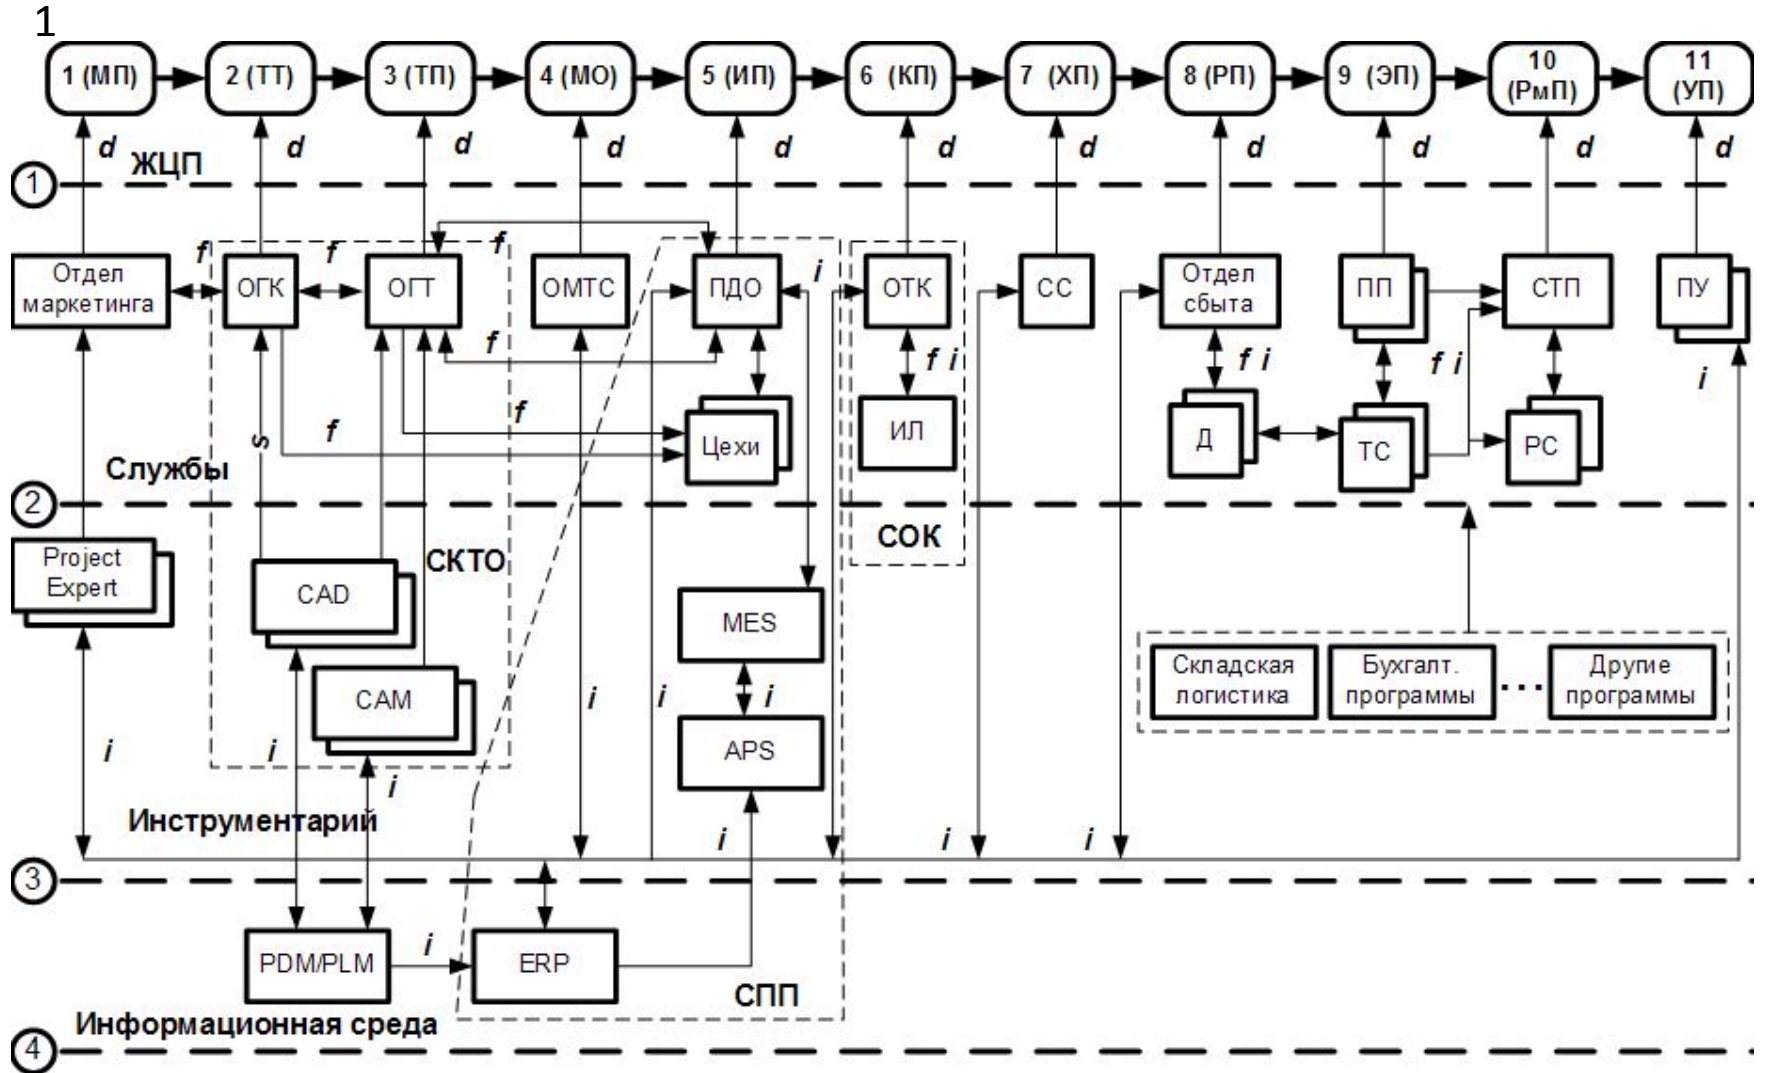 1
1 (МП)
2 (ТТ)
3 (ТП)
4 (МО)
5 (ИП)
6 (КП)
7 (ХП)
8 (РП)
9 (ЭП)
10
(РмП)
11
(УП)
d d d d d d d d d d d
ЖЦП
1
f f f
Отдел
маркетинга
ОГК
ОГТ
ОМТС
ПДО
i
ОТК
СС
Отдел
сбыта
ПП
СТП
ПУ
f
f i
f i
f i
i
f
f
s
Цехи
ИЛ
Д
ТС
РС
Службы
2
СОК
Project
Expert
CAD
СКТО
MES
CAM
i
i
i
APS
Складская
логистика
Бухгалт.
программы
...
Другие
программы
i
i
i
Инструментарий
i
i
i
3
PDM/PLM
i
ERP
СПП
Информационная среда
4